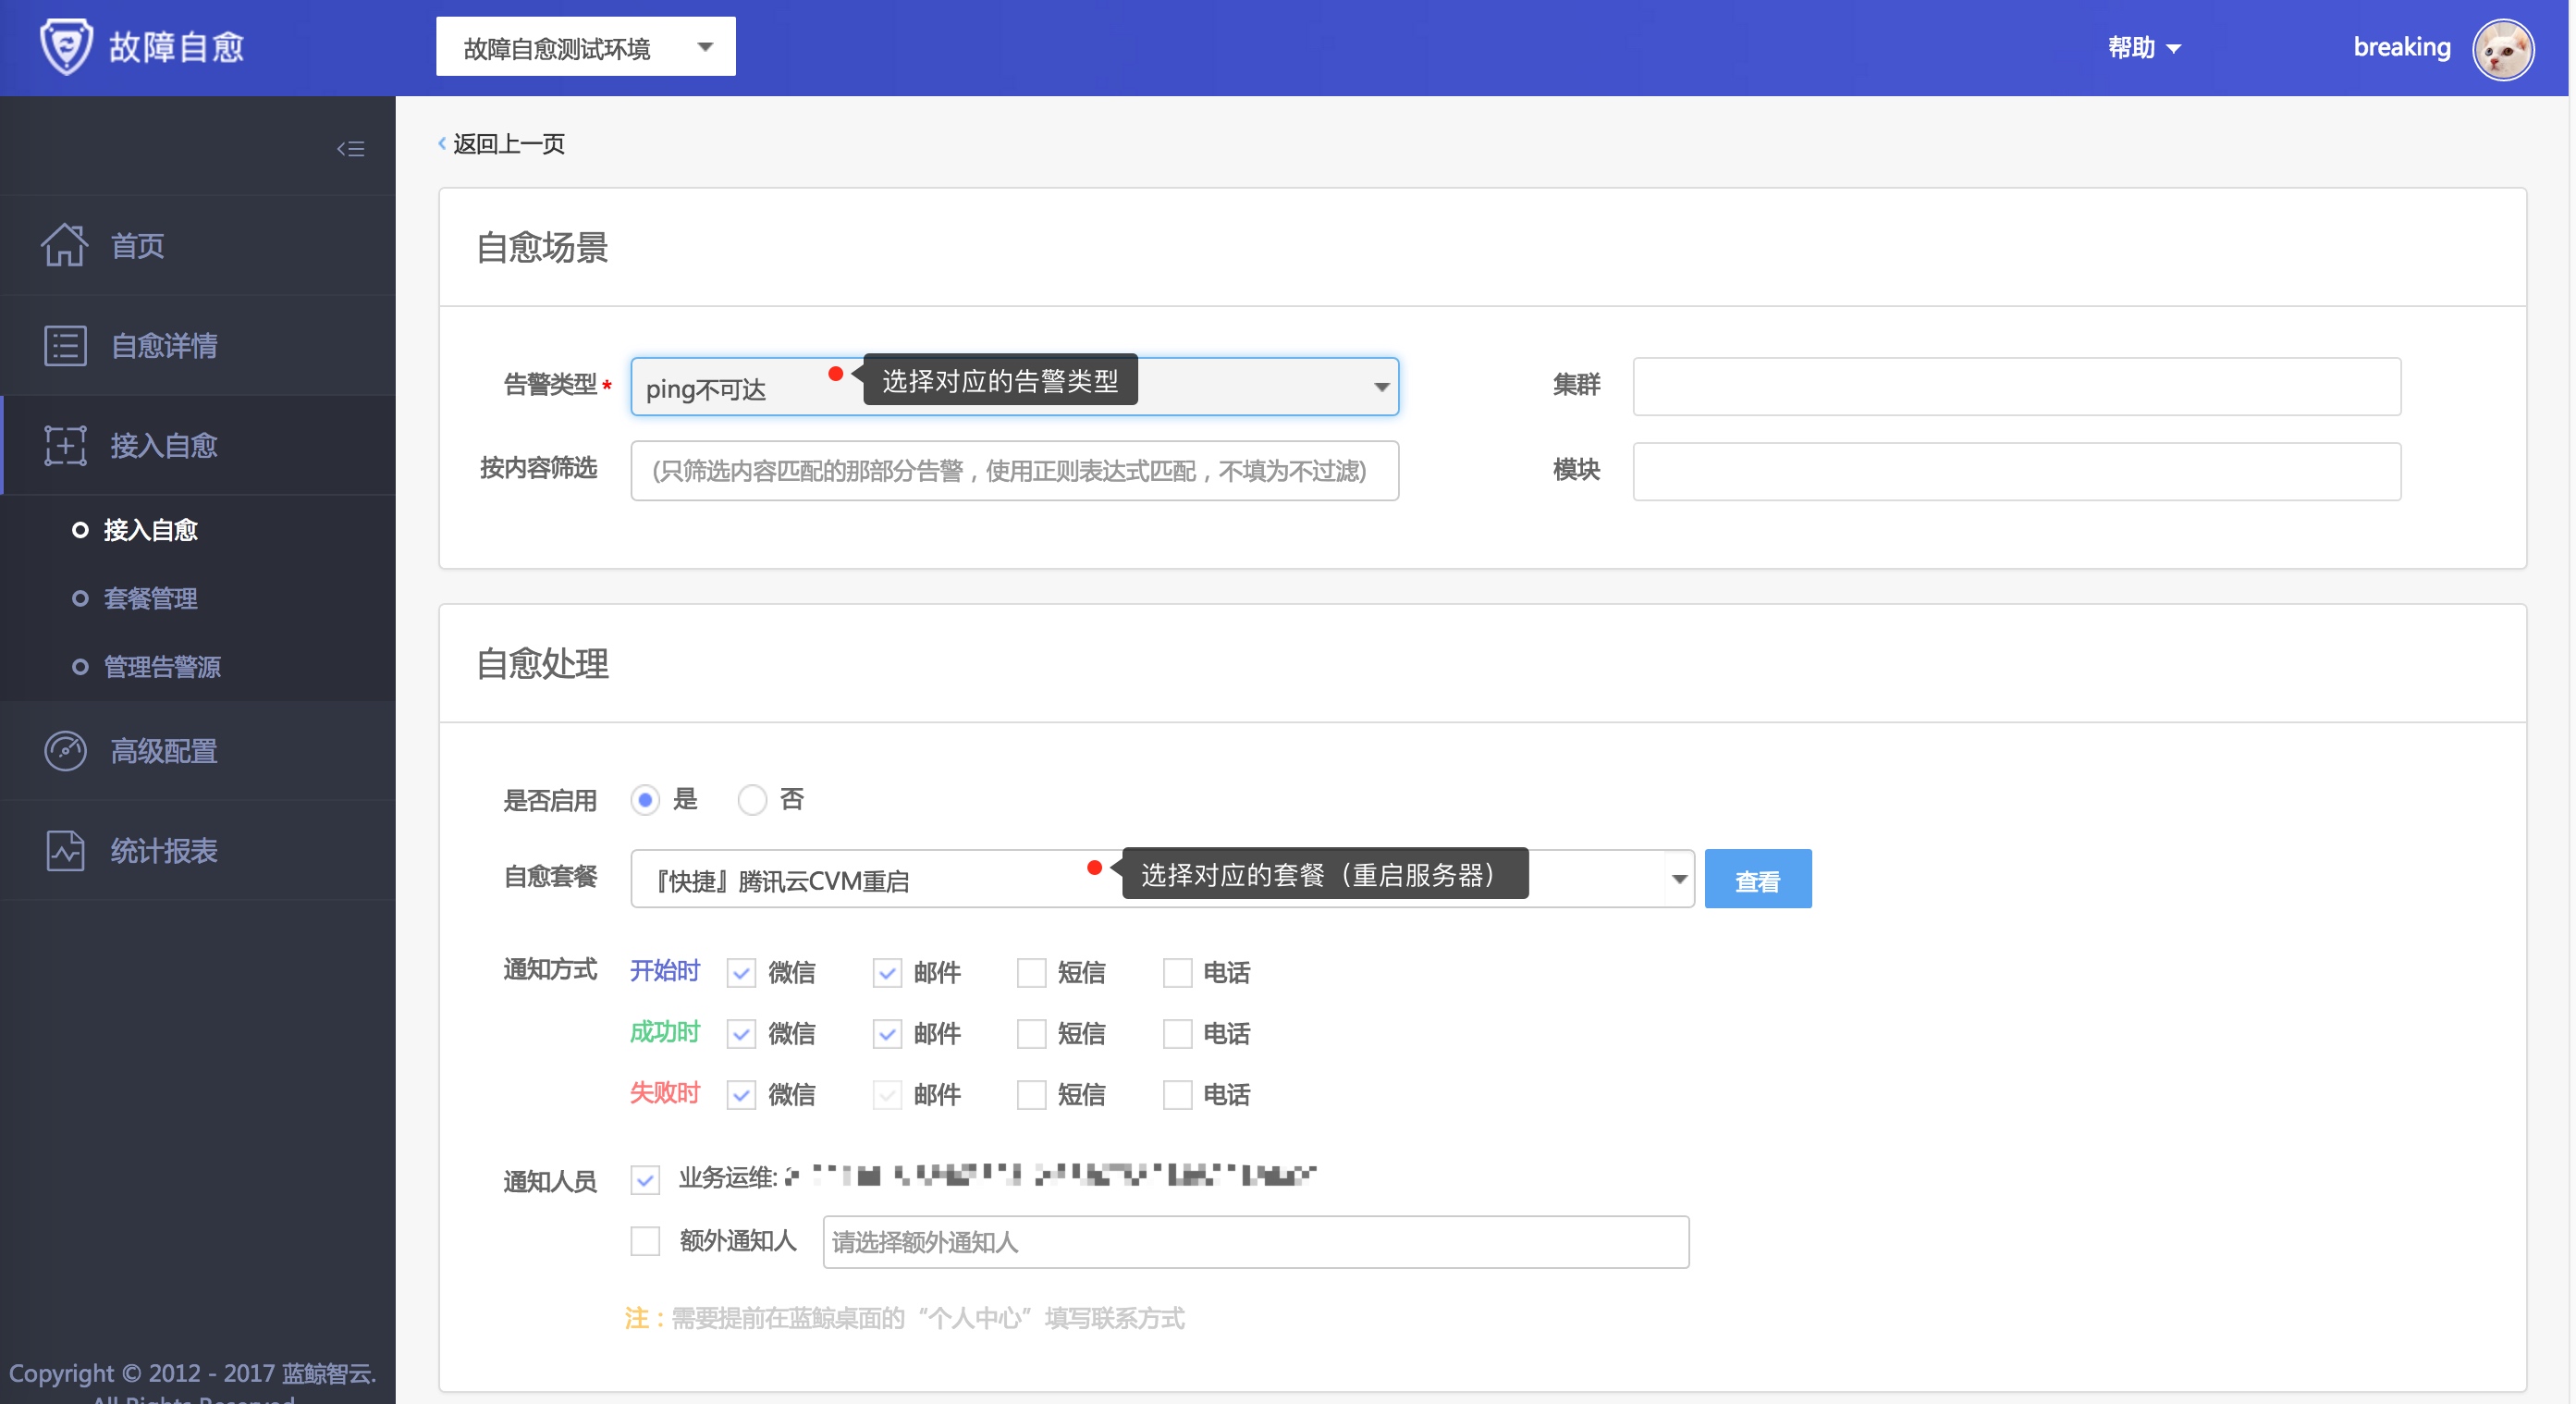 故障自愈
故障自愈测试环境
帮助
breaking
首页
自愈详情
接入自愈
接入自愈
套餐管理
管理告警源
高级配置
统计报表
Copyright © 2012 - 2017 蓝鲸智云.
All Rights Reserved
返回上一页
自愈场景
告警类型* ping不可达 选择对应的告警类型 集群
按内容筛选 (只筛选内容匹配的那部分告警，使用正则表达式匹配，不填为不过滤) 模块
自愈处理
是否启用 是 否
自愈套餐 『快捷』腾讯云CVM重启 选择对应的套餐（重启服务器） 查看
通知方式 开始时 微信 邮件 短信 电话
成功时 微信 邮件 短信 电话
失败时 微信 邮件 短信 电话
通知人员 业务运维:
额外通知人 请选择额外通知人
注：需要提前在蓝鲸桌面的“个人中心”填写联系方式